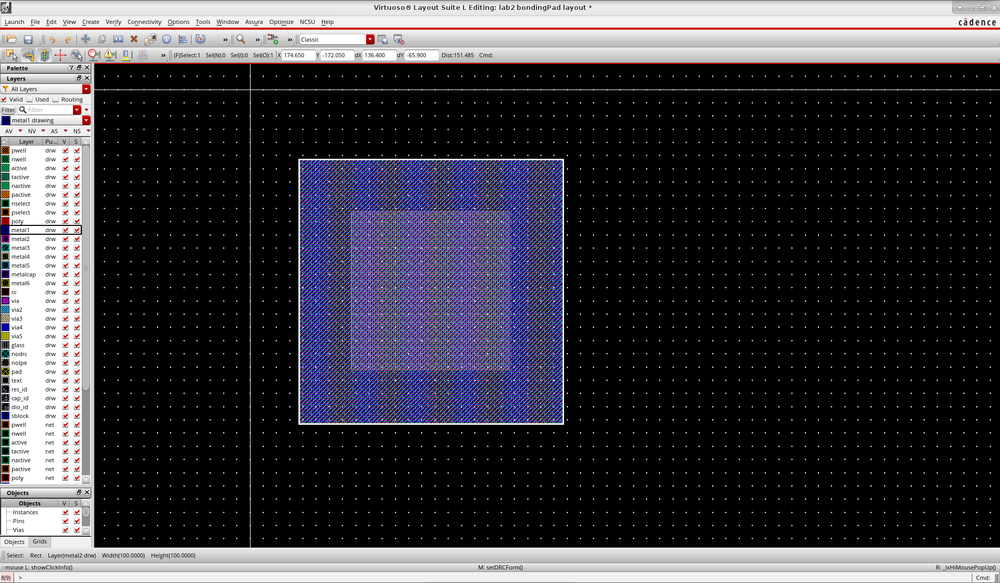 Virtuoso® Layout Suite L Editing: lab2 bondingPad layout *
Launch File Edit View Create Verify Connectivity Options Tools Window Assura Optimize NCSU Help
cādence
R
» » » Classic
» (F)Select:1 Sel(N):0 Sel(I):0 Sel(O):1 X 174.650 Y -172.050 dX 136.400 dY -65.900 Dist:151.485 Cmd:
Palette ?
Layers
All Layers
Valid Used Routing
Filter Filter
metal1 drawing
AV NV AS NS
Layer Pu... V S
pwell drw
nwell drw
active drw
tactive drw
nactive drw
pactive drw
nselect drw
pselect drw
poly drw
metal1 drw
metal2 drw
metal3 drw
metal4 drw
metal5 drw
metalcap drw
metal6 drw
cc drw
via drw
via2 drw
via3 drw
via4 drw
via5 drw
glass drw
nodrc drw
nolpe drw
pad drw
text drw
res_id drw
cap_id drw
dio_id drw
sblock drw
pwell net
nwell net
active net
tactive net
nactive net
pactive net
poly net
Objects
Objects V S
Instances
Pins
Vias
Objects Grids
Select: Rect Layer(metal2 drw) Width(100.0000) Height(100.0000)
mouse L: showClickInfo() M: setDRCForm() R: _lxHiMousePopUp()
8(9) > Cmd: